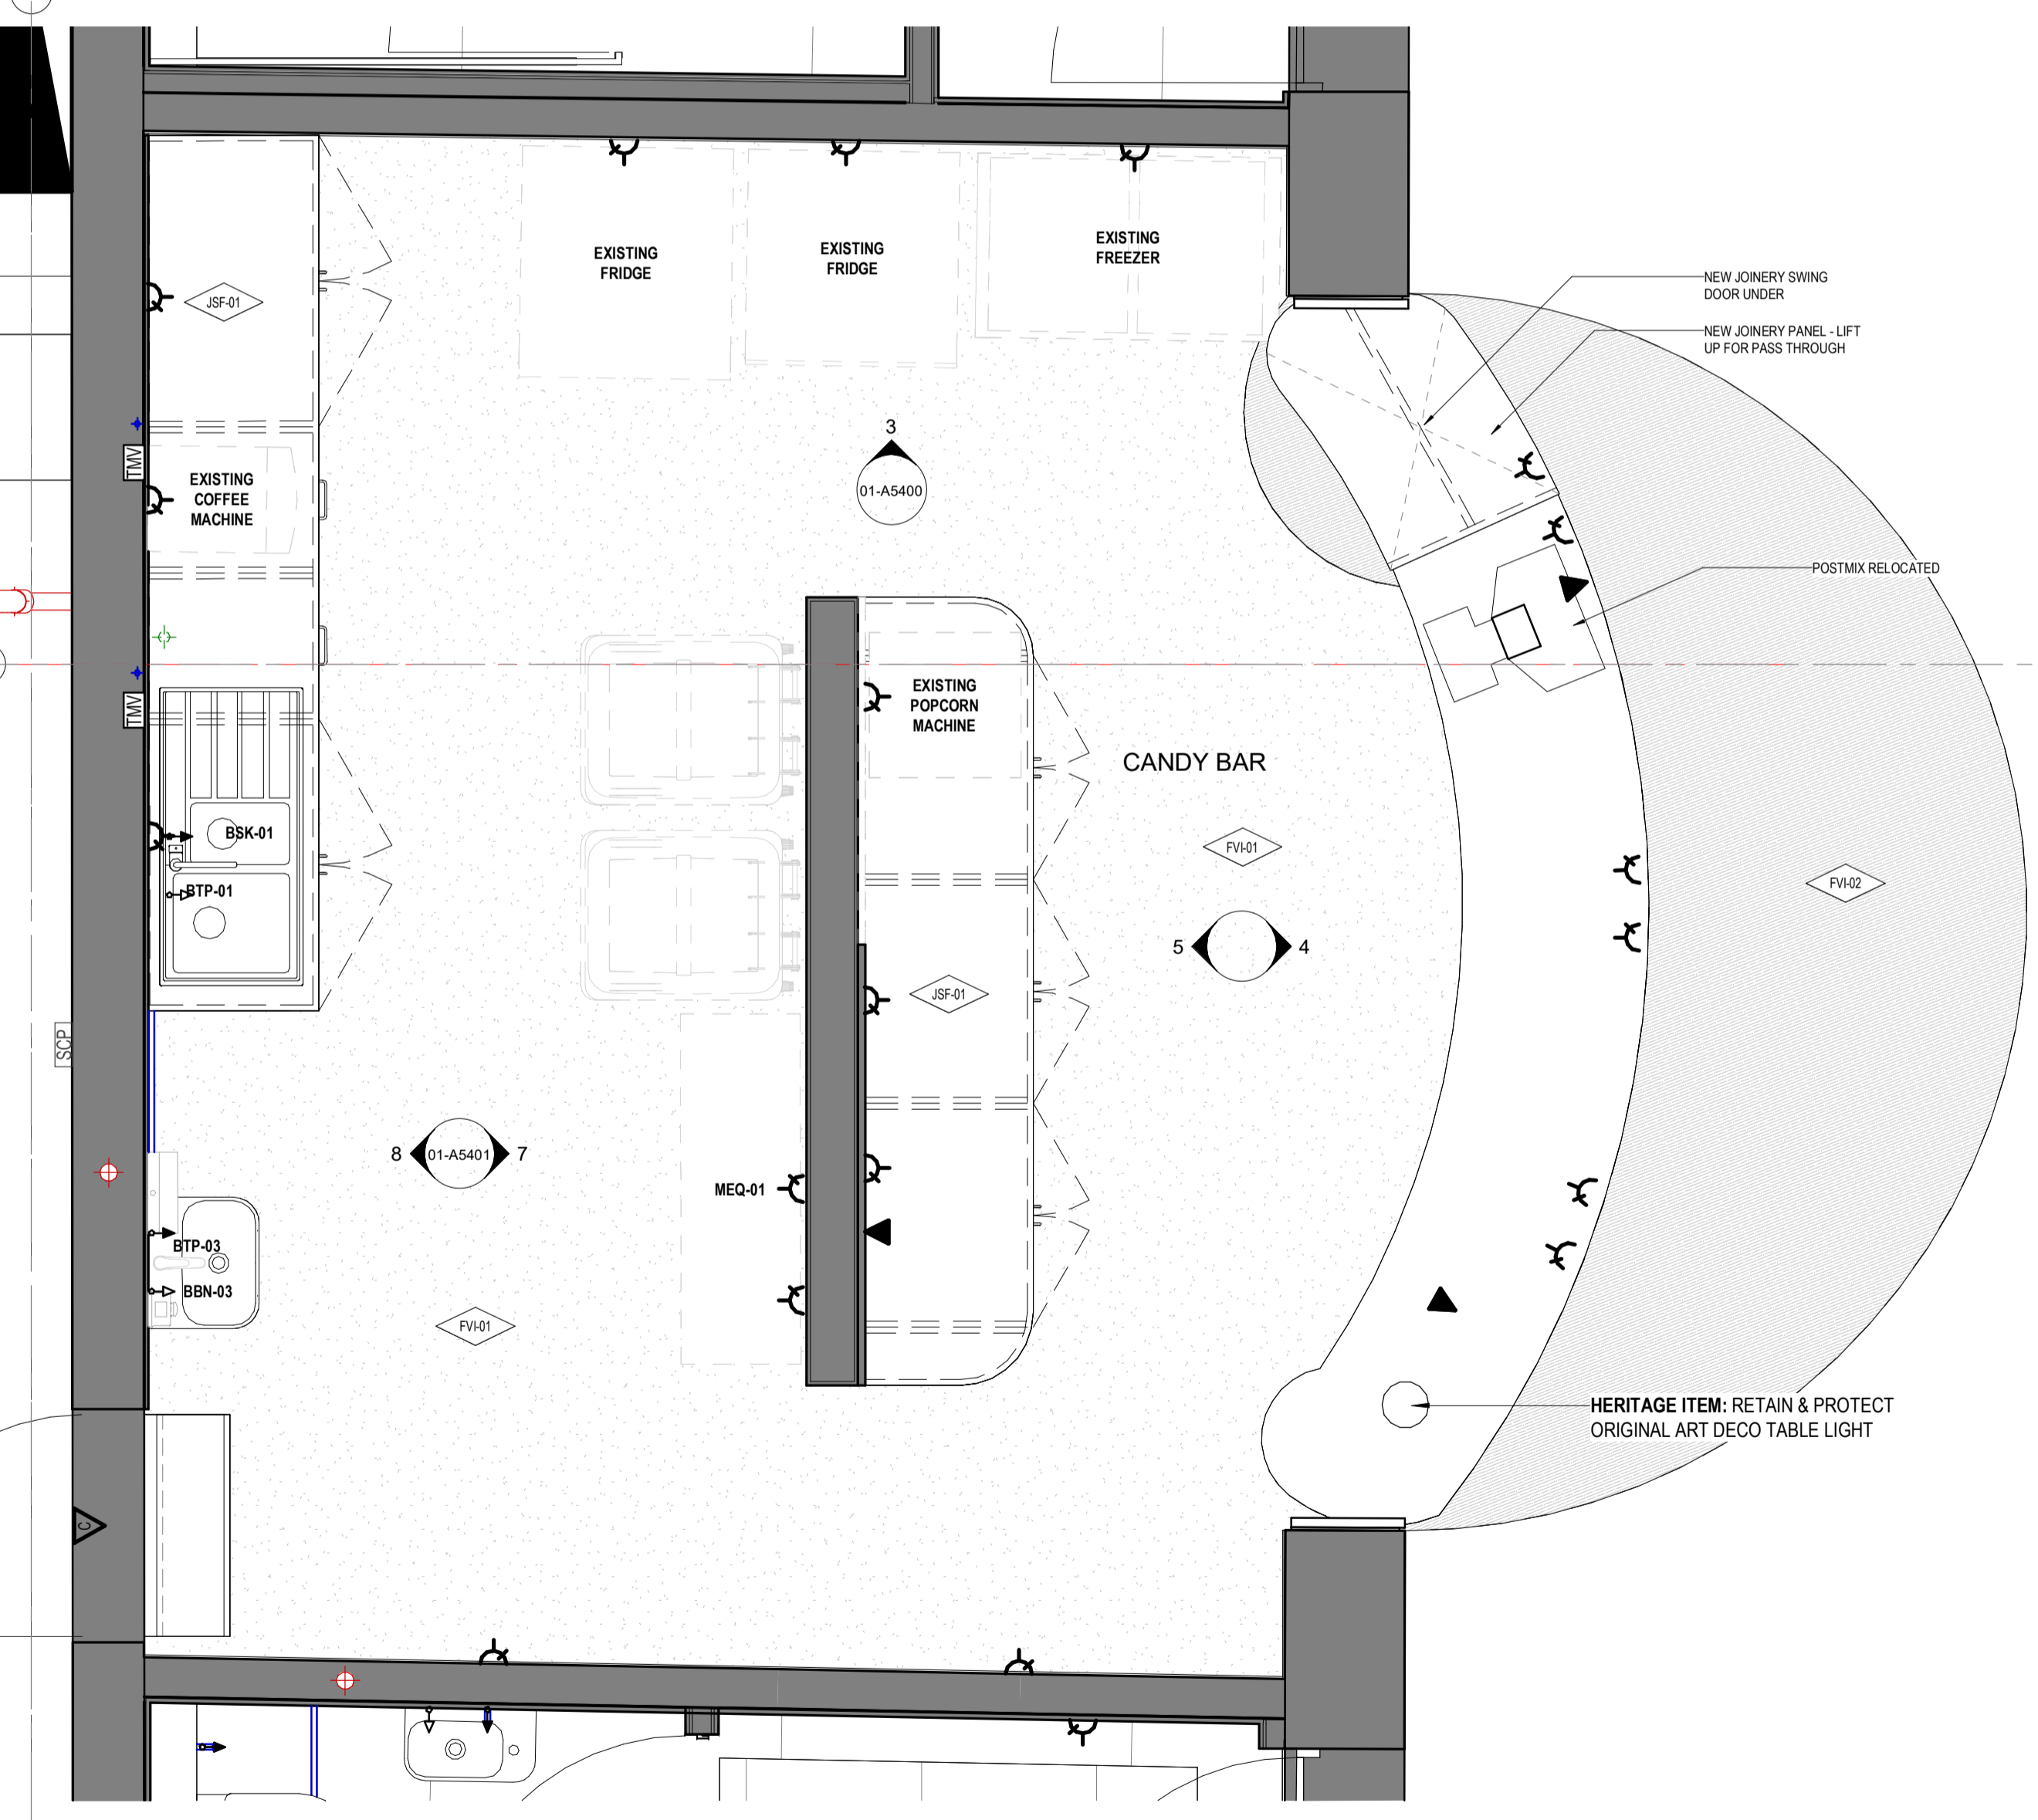 EXISTING
FRIDGE
EXISTING
FRIDGE
EXISTING
FREEZER
NEW JOINERY SWING
DOOR UNDER
NEW JOINERY PANEL - LIFT
UP FOR PASS THROUGH
JSF-01
3
01-A5400
TMV
EXISTING
COFFEE
MACHINE
POSTMIX RELOCATED
TMV
EXISTING
POPCORN
MACHINE
CANDY BAR
BSK-01
BTP-01
FVI-01
FVI-02
5
4
JSF-01
SCP
8
01-A5401
7
MEQ-01
BTP-03
BBN-03
FVI-01
HERITAGE ITEM: RETAIN & PROTECT
ORIGINAL ART DECO TABLE LIGHT
C